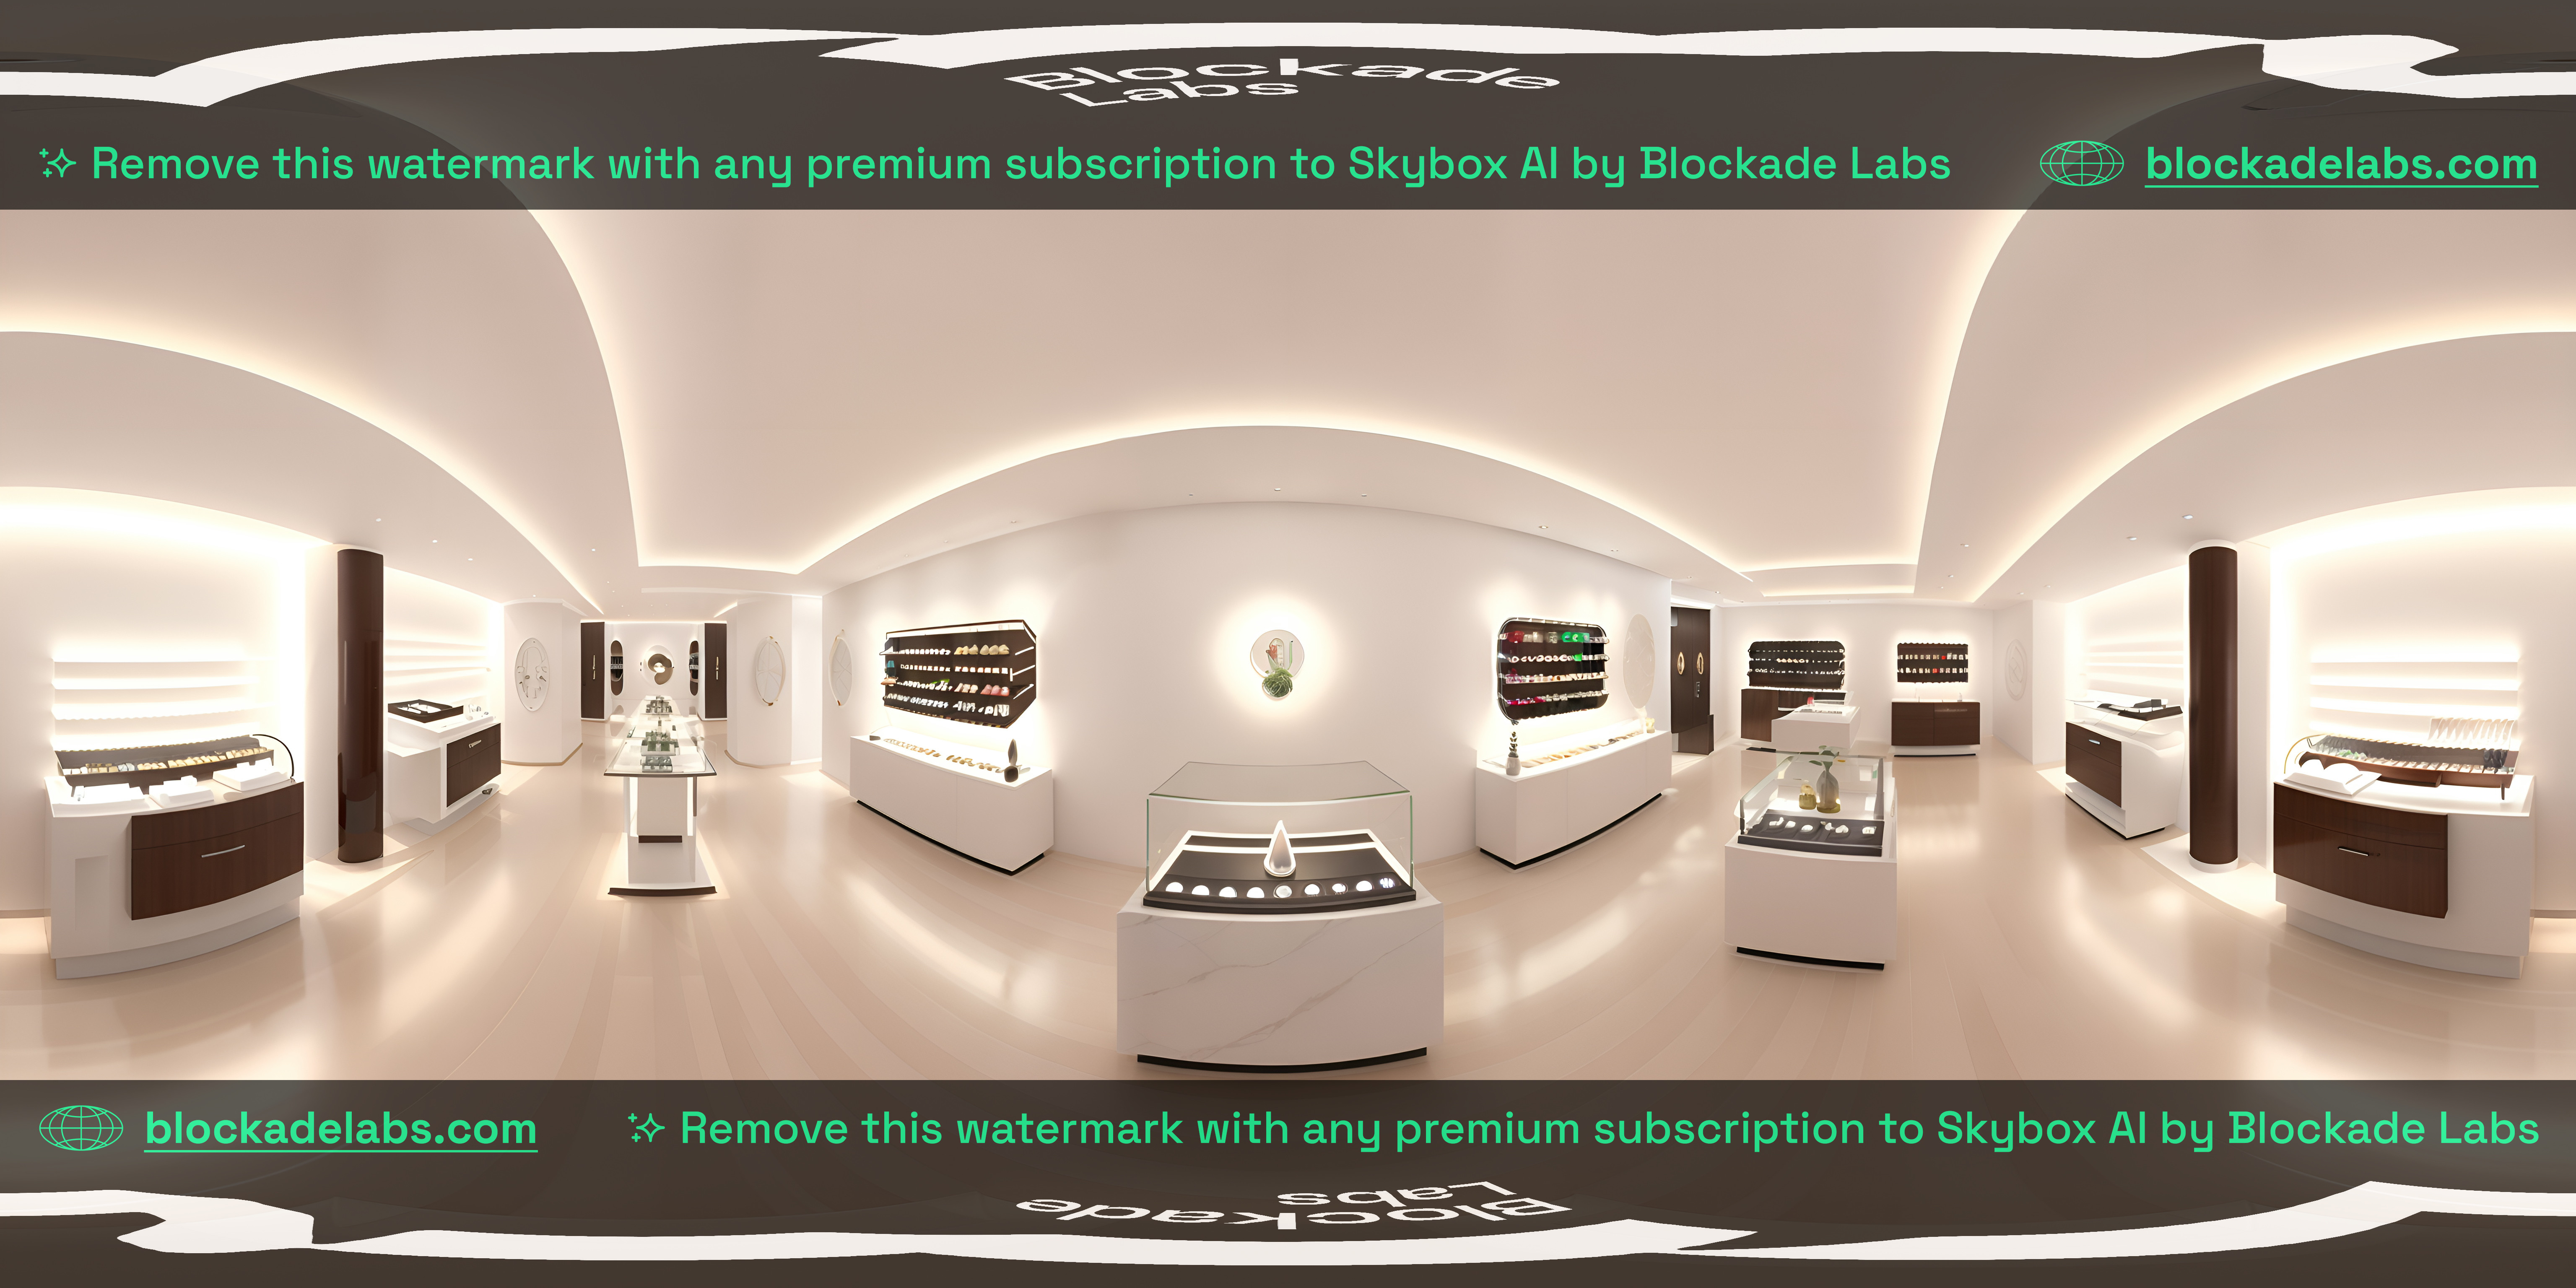 Blockade
Labs
Remove this watermark with any premium subscription to Skybox AI by Blockade Labs
blockadelabs.com
blockadelabs.com
Remove this watermark with any premium subscription to Skybox AI by Blockade Labs
Labs
Blockade